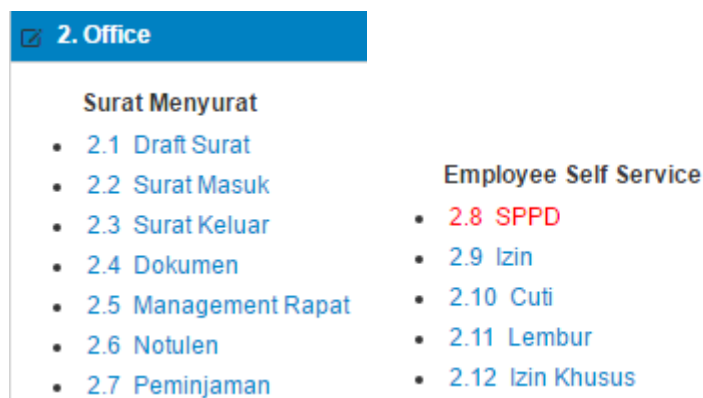 2. Office
Surat Menyurat
2.1 Draft Surat
2.2 Surat Masuk
2.3 Surat Keluar
2.4 Dokumen
2.5 Management Rapat
2.6 Notulen
2.7 Peminjaman
Employee Self Service
2.8 SPPD
2.9 Izin
2.10 Cuti
2.11 Lembur
2.12 Izin Khusus